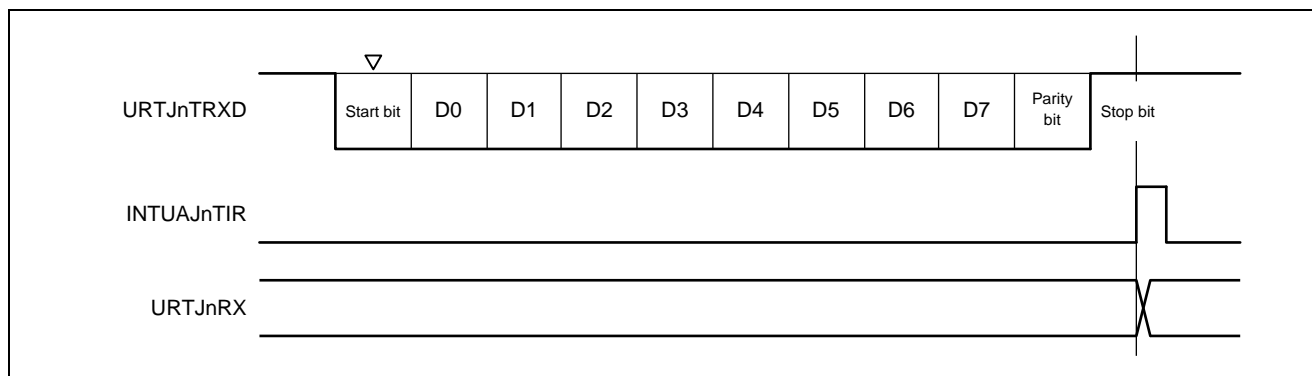 URTJnTRXD Start bit D0 D1 D2 D3 D4 D5 D6 D7 Parity bit Stop bit
INTUAJnTIR
URTJnRX